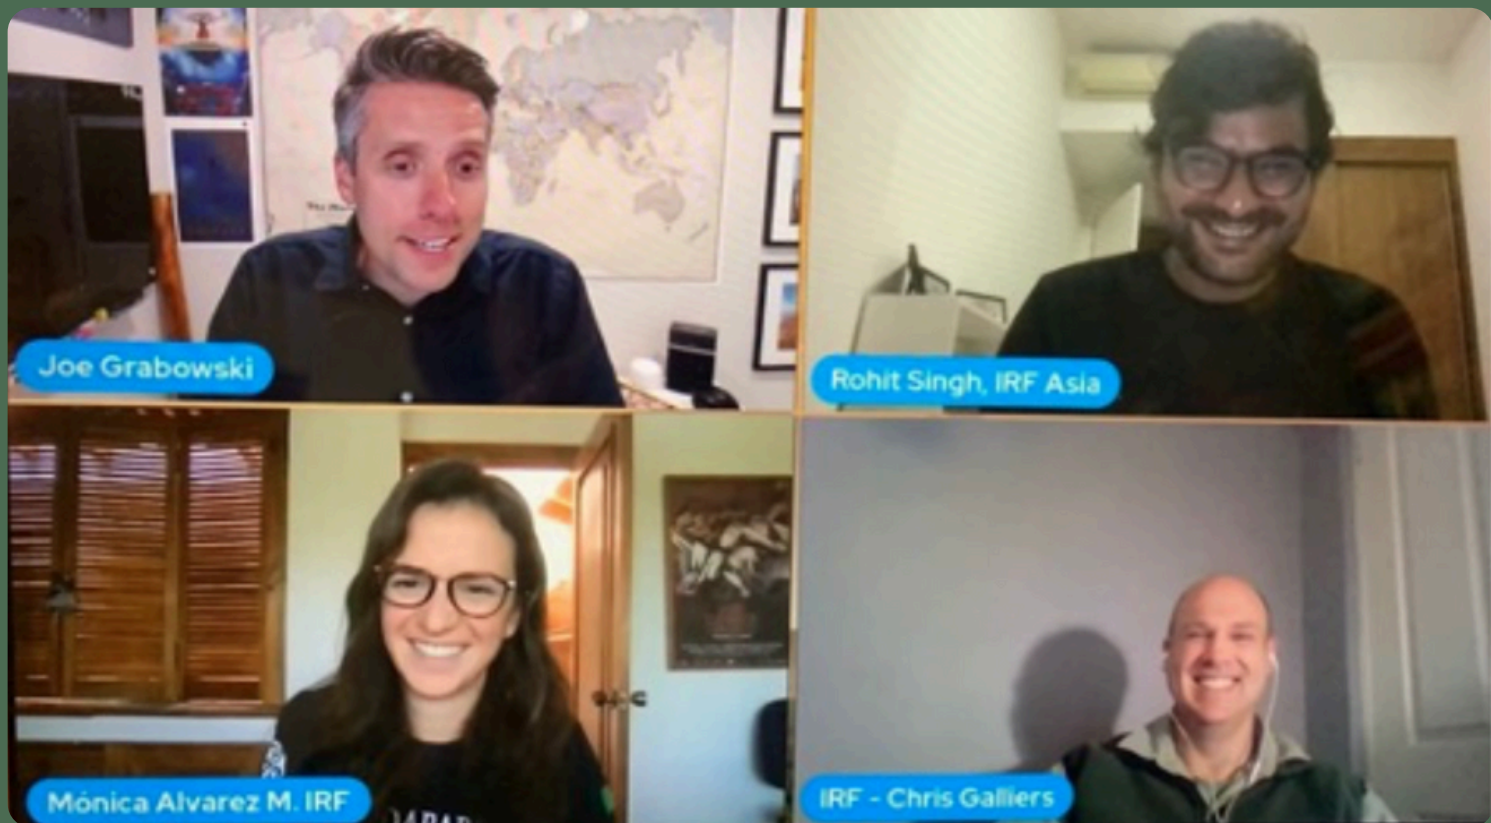 Joe Grabowski
Rohit Singh, IRF Asia
Mónica Alvarez M. IRF
IRF - Chris Galliers